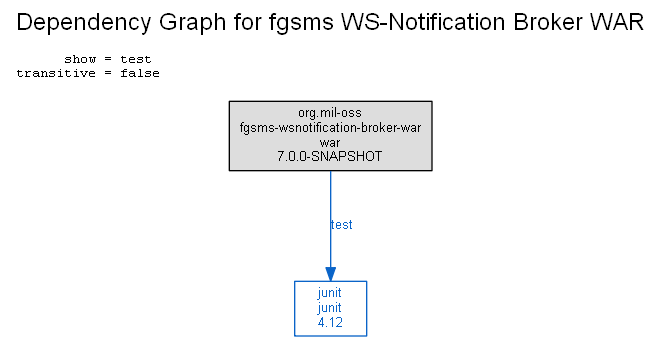 Dependency Graph for fgsms WS-Notification Broker WAR
show = test
transitive = false
org.mil-oss
fgsms-wsnotification-broker-war
war
7.0.0-SNAPSHOT
test
junit
junit
4.12